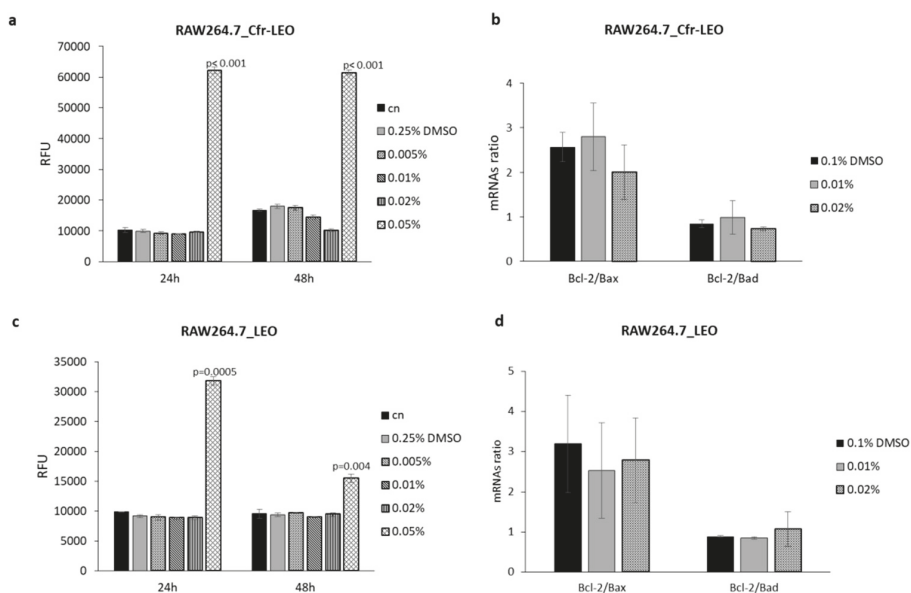 a
RAW264.7_Cfr-LEO
70000
60000
50000
40000
30000
20000
10000
0
RFU
p< 0.001
p< 0.001
24h
48h
cn
0.25% DMSO
0.005%
0.01%
0.02%
0.05%
b
RAW264.7_Cfr-LEO
4
3
2
1
0
mRNAs ratio
Bcl-2/Bax
Bcl-2/Bad
0.1% DMSO
0.01%
0.02%
c
RAW264.7_LEO
35000
30000
25000
20000
15000
10000
5000
0
RFU
p=0.0005
p=0.004
24h
48h
cn
0.25% DMSO
0.005%
0.01%
0.02%
0.05%
d
RAW264.7_LEO
5
4
3
2
1
0
mRNAs ratio
Bcl-2/Bax
Bcl-2/Bad
0.1% DMSO
0.01%
0.02%